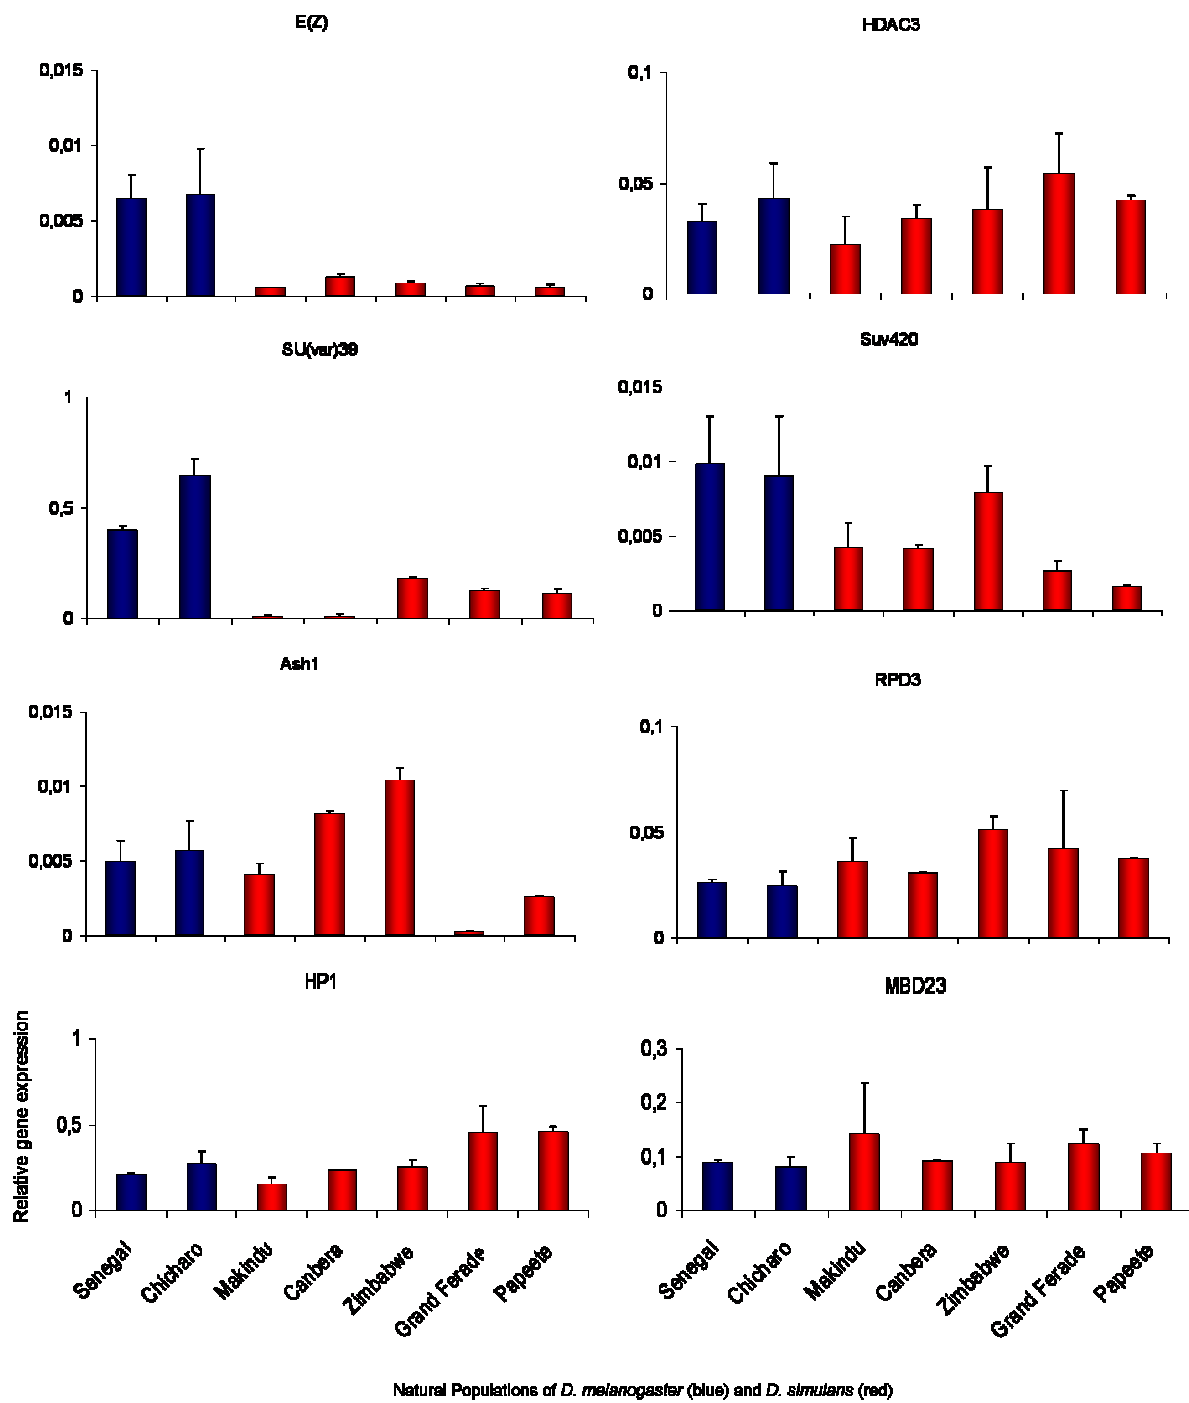 E(Z)
0,015
0,01
0,005
0
HDAC3
0,1
0,05
0
SU(var)39
1
0,5
0
Suv420
0,015
0,01
0,005
0
Ash1
0,015
0,01
0,005
0
RPD3
0,1
0,05
0
HP1
Relative gene expression
1
0,5
0
Senegal
Chicharo
Makindu
Canbera
Zimbabwe
Grand Ferade
Papeete
MBD23
0,3
0,2
0,1
0
Senegal
Chicharo
Makindu
Canbera
Zimbabwe
Grand Ferade
Papeete
Natural Populations of D. melanogaster (blue) and D. simulans (red)